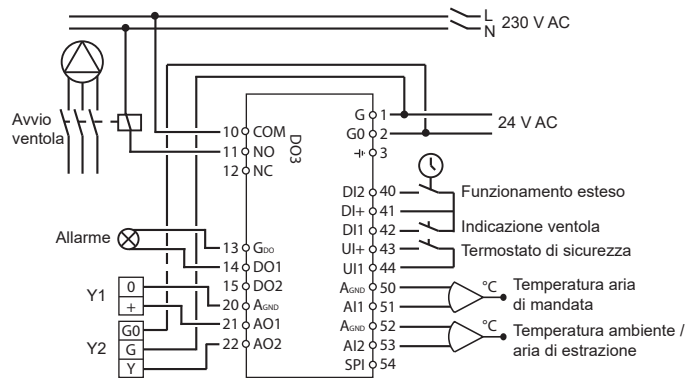 L
N
230 V AC
Avvio
ventola
24 V AC
DO3
10 COM
11 NO
12 NC
13 GDO
14 DO1
15 DO2
20 AGND
21 AO1
22 AO2
G 1
G0 2
3
DI2 40
DI+ 41
DI1 42
UI+ 43
UI1 44
AGND 50
AI1 51
AGND 52
AI2 53
SPI 54
Funzionamento esteso
Indicazione ventola
Termostato di sicurezza
°C
Temperatura aria
di mandata
°C
Temperatura ambiente /
aria di estrazione
Allarme
Y1
0
+
Y2
G0
G
Y